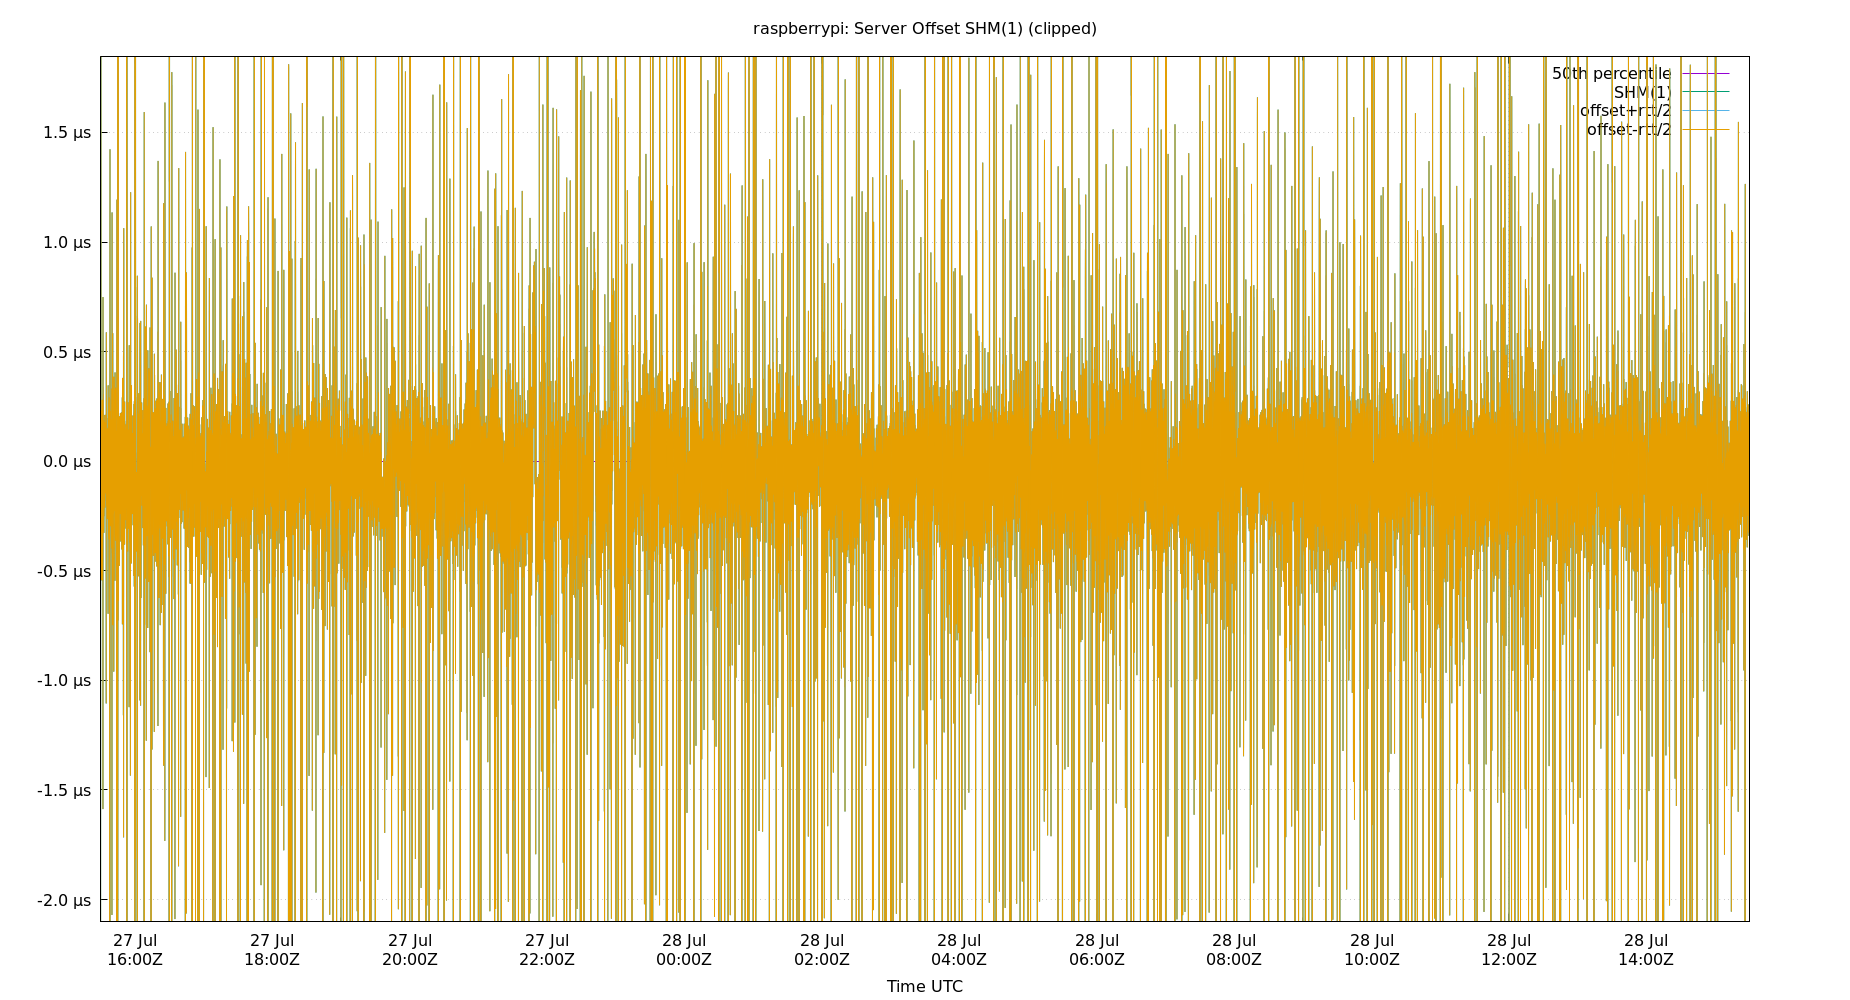 raspberrypi: Server Offset SHM(1) (clipped)
50th percentile
SHM(1)
offset+rtt/2
offset-rtt/2
1.5 µs
1.0 µs
0.5 µs
0.0 µs
-0.5 µs
-1.0 µs
-1.5 µs
-2.0 µs
27 Jul 27 Jul 27 Jul 27 Jul 28 Jul 28 Jul 28 Jul 28 Jul 28 Jul 28 Jul 28 Jul 28 Jul
16:00Z 18:00Z 20:00Z 22:00Z 00:00Z 02:00Z 04:00Z 06:00Z 08:00Z 10:00Z 12:00Z 14:00Z
Time UTC